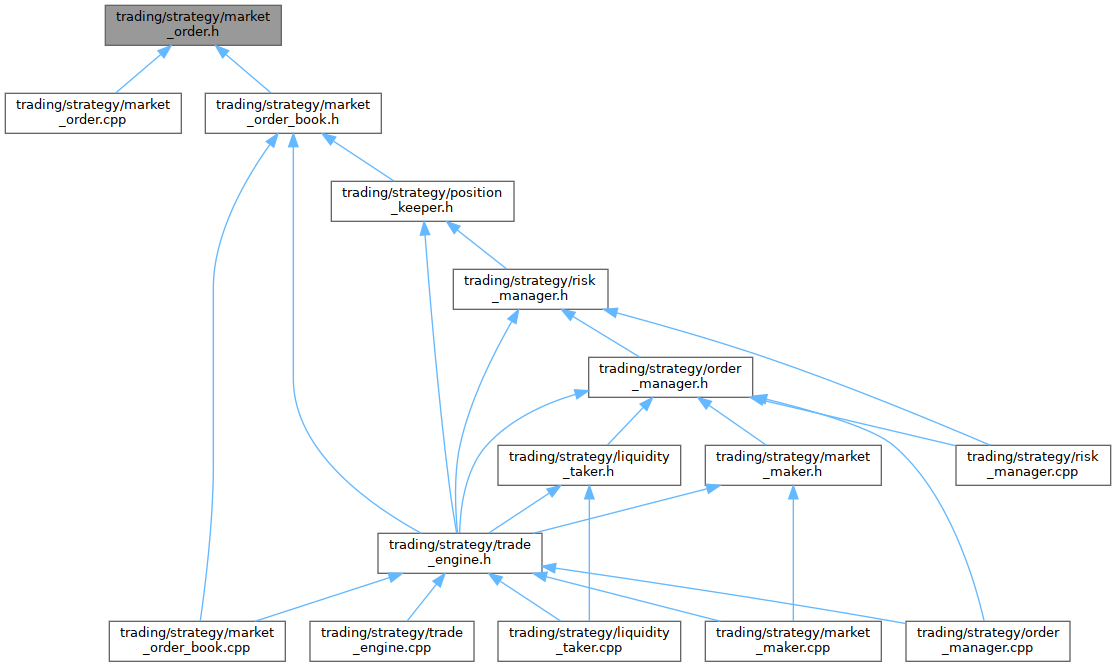 trading/strategy/market
_order.h
trading/strategy/market
_order.cpp
trading/strategy/market
_order_book.h
trading/strategy/position
_keeper.h
trading/strategy/risk
_manager.h
trading/strategy/order
_manager.h
trading/strategy/liquidity
_taker.h
trading/strategy/market
_maker.h
trading/strategy/risk
_manager.cpp
trading/strategy/trade
_engine.h
trading/strategy/market
_order_book.cpp
trading/strategy/trade
_engine.cpp
trading/strategy/liquidity
_taker.cpp
trading/strategy/market
_maker.cpp
trading/strategy/order
_manager.cpp